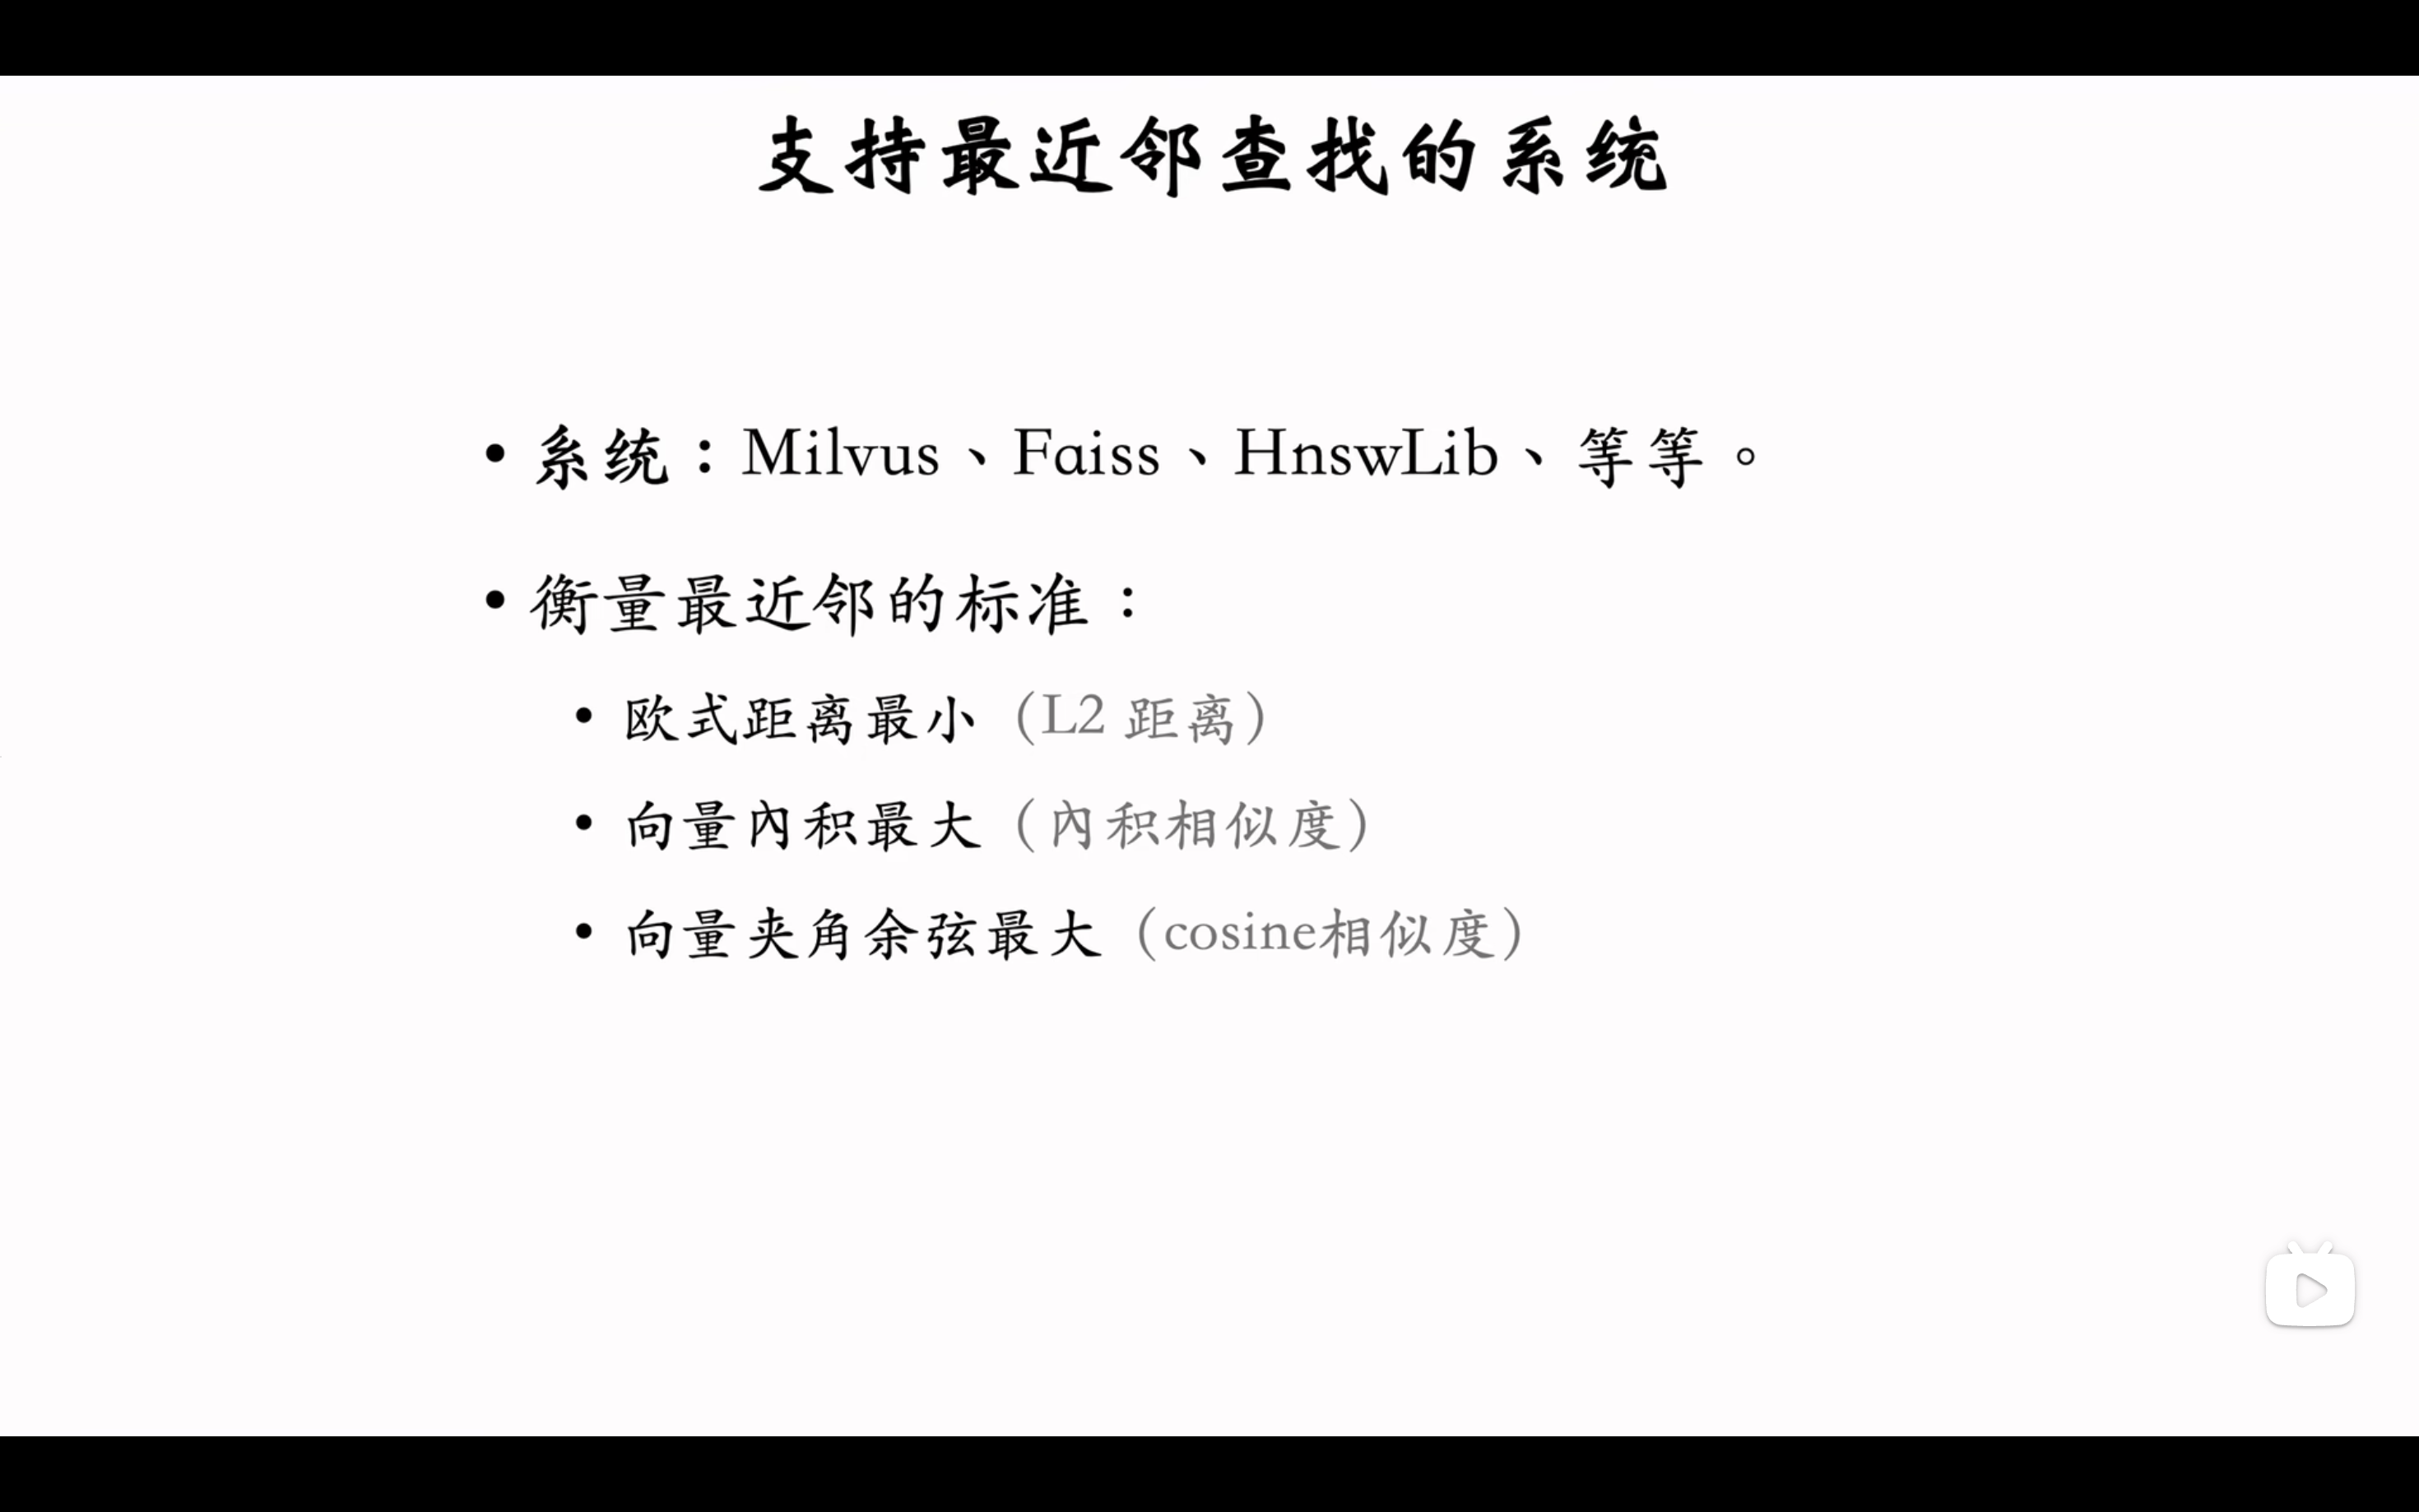 支持最近邻查找的系统
• 系统：Milvus、Faiss、HnswLib、等等。
• 衡量最近邻的标准：
• 欧式距离最小（L2 距离）
• 向量内积最大（内积相似度）
• 向量夹角余弦最大（cosine相似度）